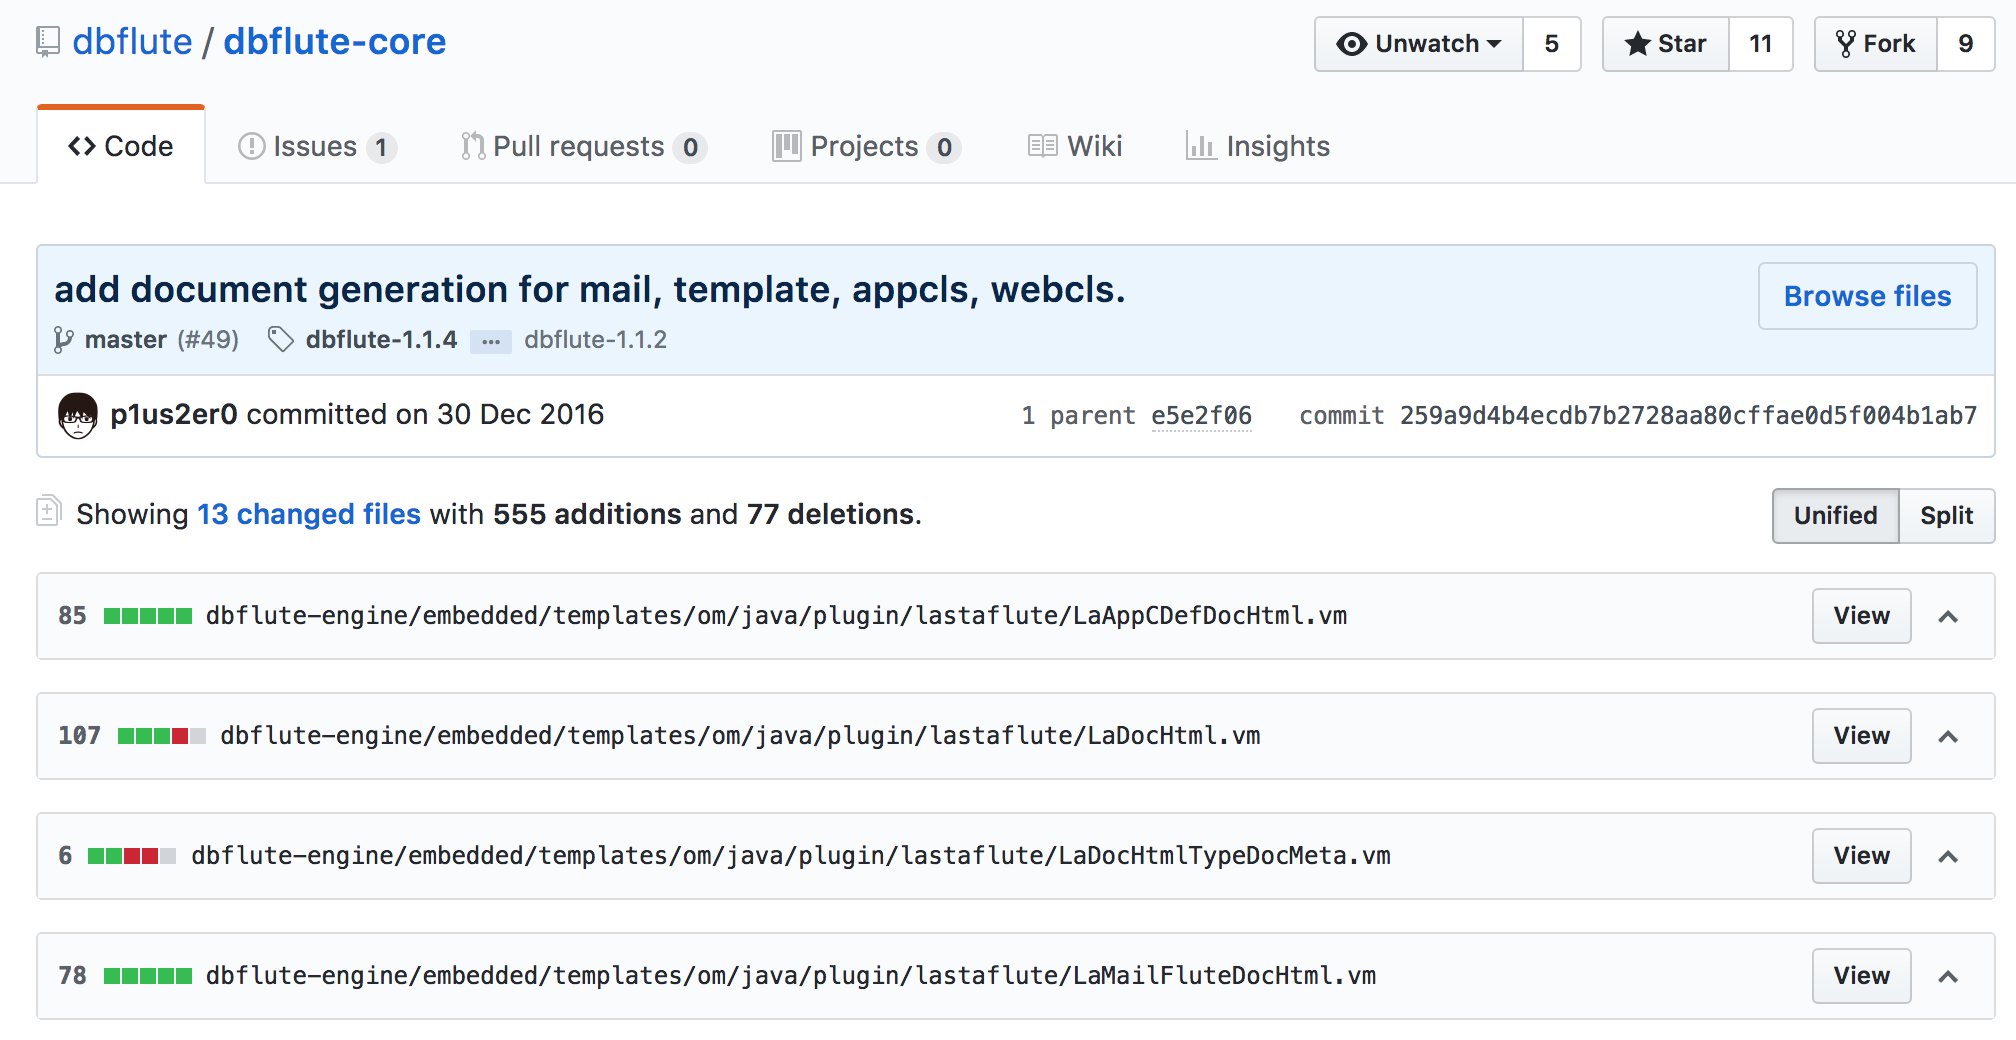 dbflute / dbflute-core
Unwatch 5 Star 11 Fork 9
Code Issues 1 Pull requests 0 Projects 0 Wiki Insights
add document generation for mail, template, appcls, webcls.
Browse files
master (#49) dbflute-1.1.4 … dbflute-1.1.2
p1us2er0 committed on 30 Dec 2016 1 parent e5e2f06 commit 259a9d4b4ecdb7b2728aa80cffae0d5f004b1ab7
Showing 13 changed files with 555 additions and 77 deletions. Unified Split
85 dbflute-engine/embedded/templates/om/java/plugin/lastaflute/LaAppCDefDocHtml.vm View
107 dbflute-engine/embedded/templates/om/java/plugin/lastaflute/LaDocHtml.vm View
6 dbflute-engine/embedded/templates/om/java/plugin/lastaflute/LaDocHtmlTypeDocMeta.vm View
78 dbflute-engine/embedded/templates/om/java/plugin/lastaflute/LaMailFluteDocHtml.vm View